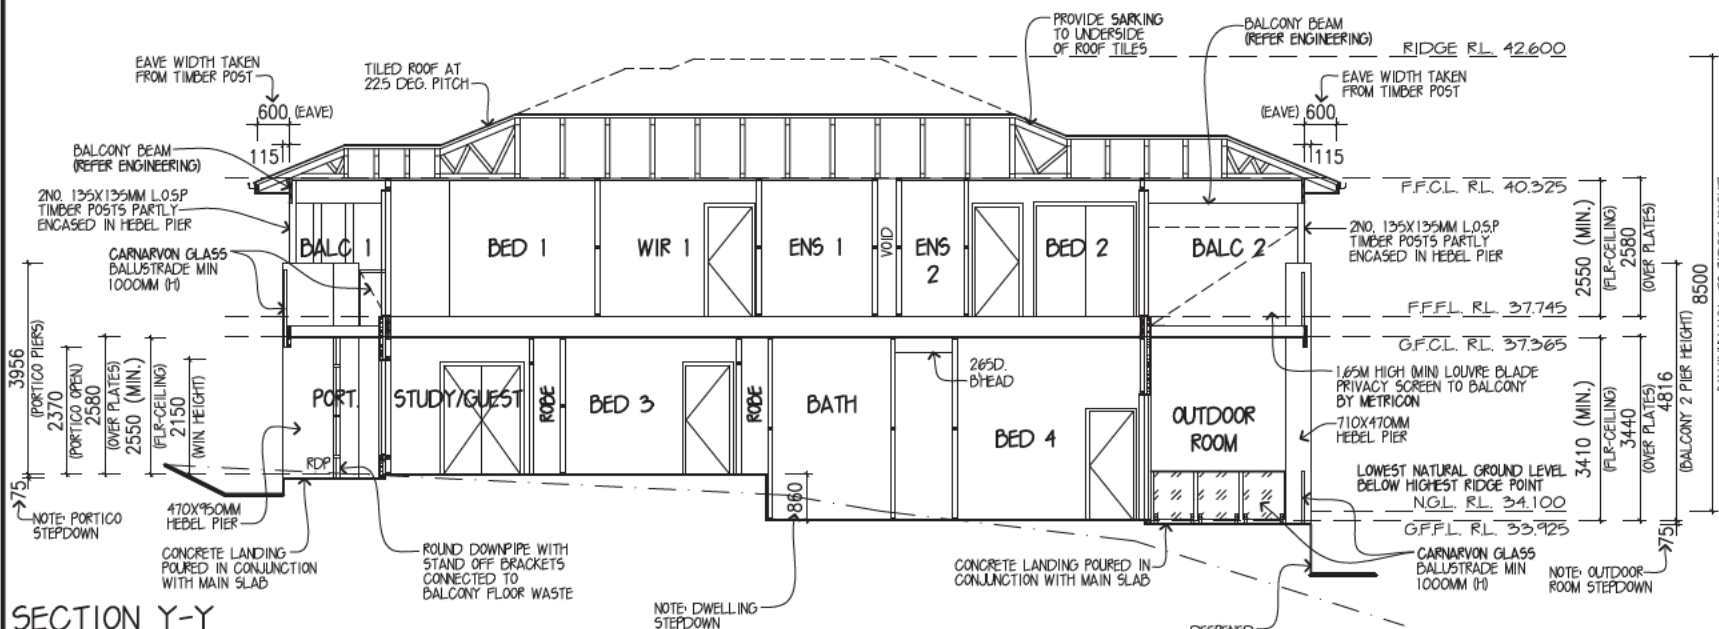 PROVIDE SARKING
TO UNDERSIDE
OF ROOF TILES
BALCONY BEAM
(REFER ENGINEERING)
RIDGE R.L. 42.600
EAVE WIDTH TAKEN
FROM TIMBER POST
TILED ROOF AT
22.5 DEG. PITCH
EAVE WIDTH TAKEN
FROM TIMBER POST
600 (EAVE)
(EAVE) 600
115
115
BALCONY BEAM
(REFER ENGINEERING)
2NO. 135X135MM L.O.S.P
TIMBER POSTS PARTLY
ENCASED IN HEBEL PIER
CARNARVON GLASS
BALUSTRADE MIN
1000MM (H)
F.F.C.L. R.L. 40.325
2NO. 135X135MM L.O.S.P
TIMBER POSTS PARTLY
ENCASED IN HEBEL PIER
BALC 1
BED 1
WIR 1
ENS 1
VOID
ENS
2
BED 2
BALC 2
2550 (MIN.)
(FLR-CEILING)
2580
(OVER PLATES)
8500
F.F.F.L. R.L. 37.745
G.F.C.L. R.L. 37.365
3956
(PORTICO PIERS)
2370
(PORTICO OPEN)
2580
(OVER PLATES)
2550 (MIN.)
(FLR-CEILING)
2150
(WIN. HEIGHT)
PORT.
STUDY/GUEST
ROBE
BED 3
ROBE
BATH
265D.
B'HEAD
BED 4
OUTDOOR
ROOM
1.65M HIGH (MIN) LOUVRE BLADE
PRIVACY SCREEN TO BALCONY
BY METRICON
710X470MM
HEBEL PIER
3410 (MIN.)
(FLR-CEILING)
3440
(OVER PLATES)
4816
(BALCONY 2 PIER HEIGHT)
LOWEST NATURAL GROUND LEVEL
BELOW HIGHEST RIDGE POINT
N.G.L. R.L. 34.100
G.F.F.L. R.L. 33.925
RDP
75
NOTE: PORTICO
STEPDOWN
470X950MM
HEBEL PIER
CONCRETE LANDING
POURED IN CONJUNCTION
WITH MAIN SLAB
ROUND DOWNPIPE WITH
STAND OFF BRACKETS
CONNECTED TO
BALCONY FLOOR WASTE
860
NOTE: DWELLING
STEPDOWN
CONCRETE LANDING POURED IN
CONJUNCTION WITH MAIN SLAB
CARNARVON GLASS
BALUSTRADE MIN
1000MM (H)
75
NOTE: OUTDOOR
ROOM STEPDOWN
SECTION Y-Y